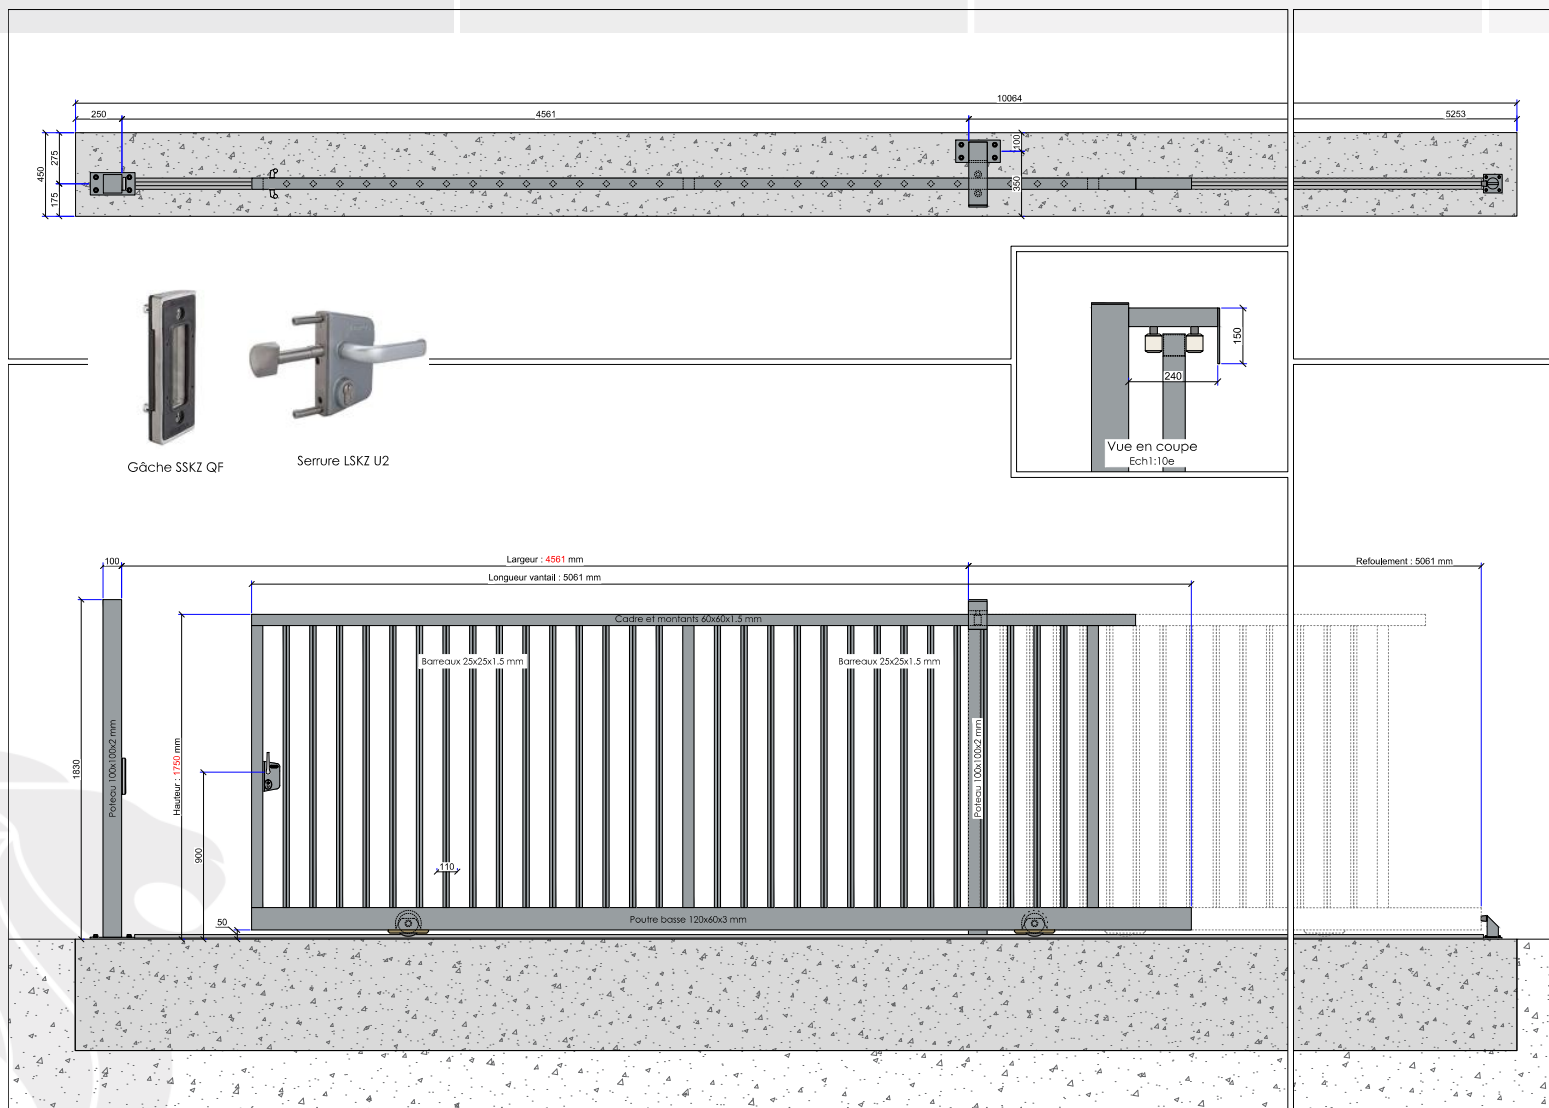 10064
250
4561
5253
450
275
175
100
350
150
240
Vue en coupe
Ech1:10e
Gâche SSKZ QF
Serrure LSKZ U2
100
Largeur : 4561 mm
Refoulement : 5061 mm
Longueur vantail : 5061 mm
Cadre et montants 60x60x1.5 mm
Barreaux 25x25x1.5 mm
Barreaux 25x25x1.5 mm
1830
Poteau 100x100x2 mm
Hauteur : 1750 mm
900
Poteau 100x100x2 mm
110
50
Poutre basse 120x60x3 mm